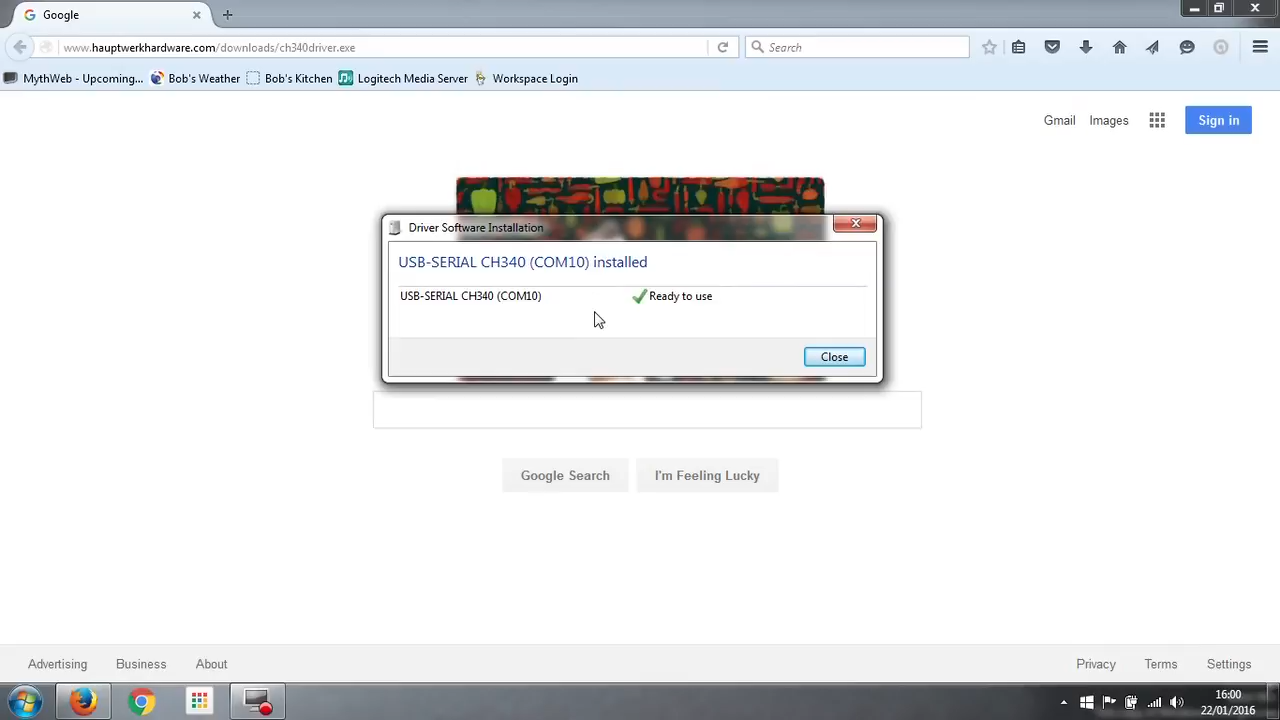 Google
www.hauptwerkhardware.com/downloads/ch340driver.exe
Search
MythWeb - Upcoming...
Bob's Weather
Bob's Kitchen
Logitech Media Server
Workspace Login
Gmail
Images
Sign in
Driver Software Installation
USB-SERIAL CH340 (COM10) installed
USB-SERIAL CH340 (COM10)
Ready to use
Close
Google Search
I'm Feeling Lucky
Advertising
Business
About
Privacy
Terms
Settings
16:00
22/01/2016